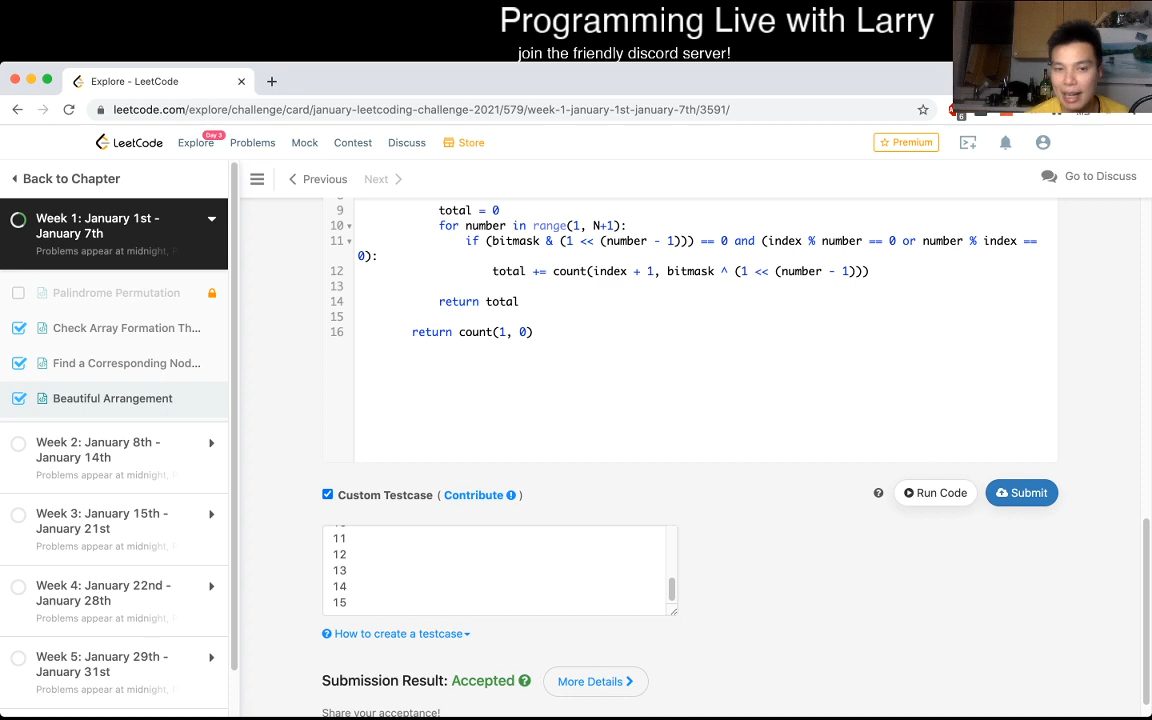 Programming Live with Larry
join the friendly discord server!
Explore - LeetCode
leetcode.com/explore/challenge/card/january-leetcoding-challenge-2021/579/week-1-january-1st-january-7th/3591/
6
LeetCode
Explore
Day 3
Problems
Mock
Contest
Discuss
Store
Premium
Back to Chapter
Previous
Next
Go to Discuss
Week 1: January 1st -
January 7th
Problems appear at midnight,
Palindrome Permutation
Check Array Formation Th...
Find a Corresponding Nod...
Beautiful Arrangement
Week 2: January 8th -
January 14th
Problems appear at midnight,
Week 3: January 15th -
January 21st
Problems appear at midnight,
Week 4: January 22nd -
January 28th
Problems appear at midnight,
Week 5: January 29th -
January 31st
Problems appear at midnight,
9 total = 0
10 for number in range(1, N+1):
11 if (bitmask & (1 << (number - 1))) == 0 and (index % number == 0 or number % index ==
0):
12 total += count(index + 1, bitmask ^ (1 << (number - 1)))
13
14 return total
15
16 return count(1, 0)
Custom Testcase ( Contribute )
Run Code
Submit
11
12
13
14
15
How to create a testcase
Submission Result: Accepted
More Details
Share your acceptance!